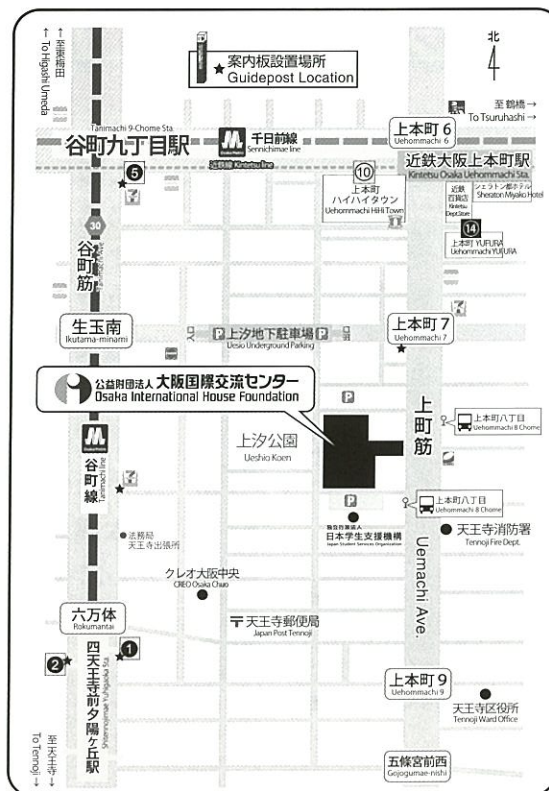 ← 至東梅田
To Higashi Umeda
★ 案内板設置場所
Guidepost Location
北
4
至鶴橋 →
To Tsuruhashi
Tanimachi 9-Chome Sta.
谷町九丁目駅
千日前線
Sennichimae line
近鉄線 Kintetsu line
上本町 6
Uehommachi 6
近鉄大阪上本町駅
Kintetsu Osaka Uehommachi Sta.
5
10
上本町
ハイハイタウン
Uehommachi HiHi Town
近鉄
百貨店
Kintetsu
Dept.Store
シェラトン都ホテル
Sheraton Miyako Hotel
14
上本町 YUFURA
Uehommachi YUFURA
30
谷町筋
生玉南
Ikutama-minami
P 上汐地下駐車場 P
Uesio Underground Parking
上本町 7
Uehommachi 7
公益財団法人 大阪国際交流センター
Osaka International House Foundation
P
上町筋
上本町八丁目
Uehommachi 8 Chome
谷町線
Tanimachi line
上汐公園
Ueshio Koen
P
上本町八丁目
Uehommachi 8 Chome
独立行政法人
日本学生支援機構
Japan Student Services Organization
天王寺消防署
Tennoji Fire Dept.
法務局
天王寺出張所
Uemachi Ave.
クレオ大阪中央
CREO Osaka Chuo
六万体
Rokumantai
〒天王寺郵便局
Japan Post Tennoji
1
2
四天王寺前夕陽ヶ丘駅
Shitennojimae Yuhigaoka Sta.
上本町 9
Uehommachi 9
天王寺区役所
Tennoji Ward Office
至天王寺 →
To Tennoji →
五條宮前西
Gojogumae-nishi